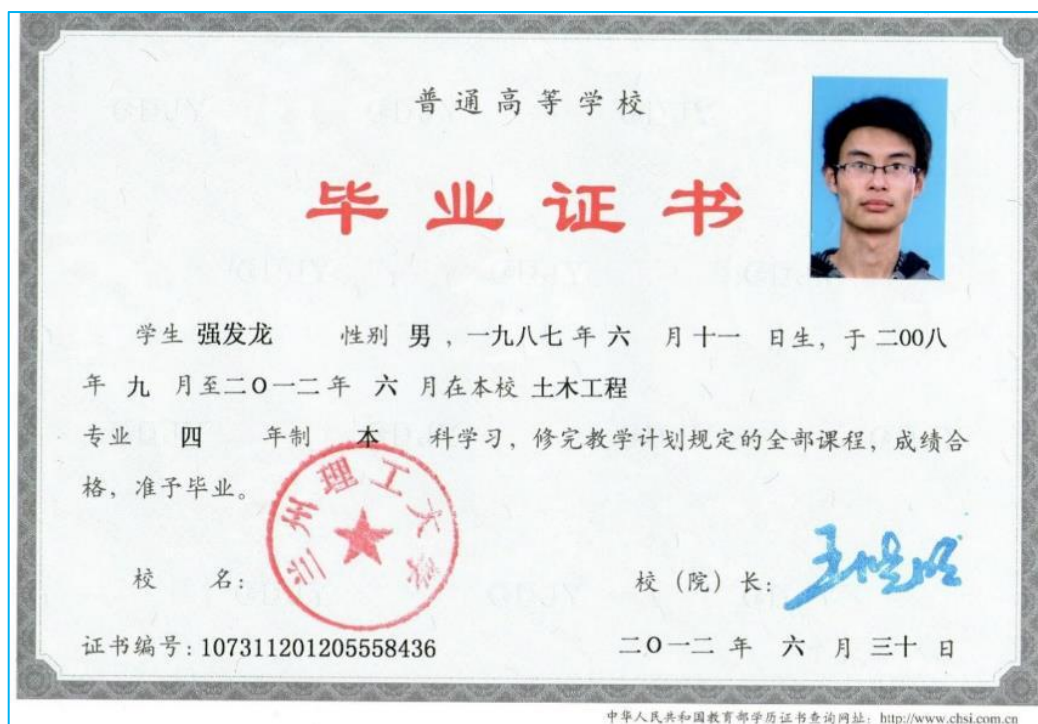 普通高等学校
毕业证书
学生 强发龙 性别 男，一九八七年 六 月十一 日生，于 二00八
年 九 月至二O一二年 六 月在本校 土木工程
专业 四 年制 本 科学习，修完教学计划规定的全部课程，成绩合
格，准予毕业。
兰州理工大学
校 名：
校（院）长：
证书编号：107311201205558436
二O一二 年 六 月 三十 日
中华人民共和国教育部学历证书查询网址：http://www.chsi.com.cn